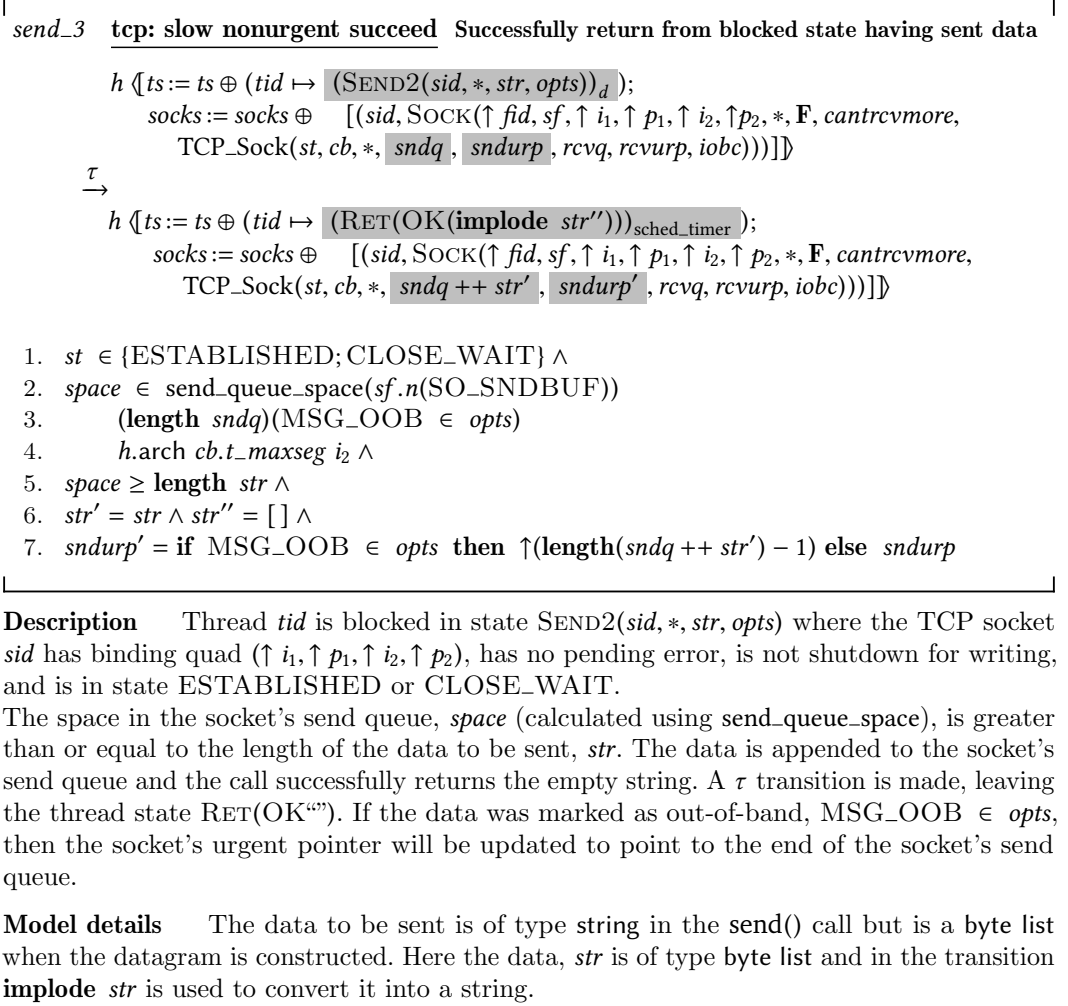 send_3 tcp: slow nonurgent succeed Successfully return from blocked state having sent data
h ⟨[ts := ts ⊕ (tid ↦ (SEND2(sid, ∗, str, opts))_d );
socks := socks ⊕ [(sid, SOCK(↑ fid, sf, ↑ i₁, ↑ p₁, ↑ i₂, ↑p₂, ∗, F, cantrcvmore,
TCP_Sock(st, cb, ∗, sndq , sndurp , rcvq, rcvurp, iobc)))]]⟩
τ
→
h ⟨[ts := ts ⊕ (tid ↦ (RET(OK(implode str″)))_sched_timer );
socks := socks ⊕ [(sid, SOCK(↑ fid, sf, ↑ i₁, ↑ p₁, ↑ i₂, ↑ p₂, ∗, F, cantrcvmore,
TCP_Sock(st, cb, ∗, sndq ++ str′ , sndurp′ , rcvq, rcvurp, iobc)))]]⟩
1. st ∈ {ESTABLISHED; CLOSE_WAIT} ∧
2. space ∈ send_queue_space(sf.n(SO_SNDBUF))
3. (length sndq)(MSG_OOB ∈ opts)
4. h.arch cb.t_maxseg i₂ ∧
5. space ≥ length str ∧
6. str′ = str ∧ str″ = [ ] ∧
7. sndurp′ = if MSG_OOB ∈ opts then ↑(length(sndq ++ str′) − 1) else sndurp
Description Thread tid is blocked in state SEND2(sid, ∗, str, opts) where the TCP socket
sid has binding quad (↑ i₁, ↑ p₁, ↑ i₂, ↑ p₂), has no pending error, is not shutdown for writing,
and is in state ESTABLISHED or CLOSE_WAIT.
The space in the socket's send queue, space (calculated using send_queue_space), is greater
than or equal to the length of the data to be sent, str. The data is appended to the socket's
send queue and the call successfully returns the empty string. A τ transition is made, leaving
the thread state RET(OK“”). If the data was marked as out-of-band, MSG_OOB ∈ opts,
then the socket's urgent pointer will be updated to point to the end of the socket's send
queue.
Model details The data to be sent is of type string in the send() call but is a byte list
when the datagram is constructed. Here the data, str is of type byte list and in the transition
implode str is used to convert it into a string.